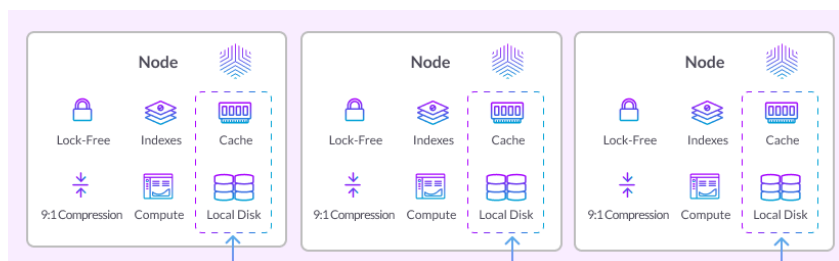 Node
Node
Node
Lock-Free Indexes Cache
Lock-Free Indexes Cache
Lock-Free Indexes Cache
9:1 Compression Compute Local Disk
9:1 Compression Compute Local Disk
9:1 Compression Compute Local Disk